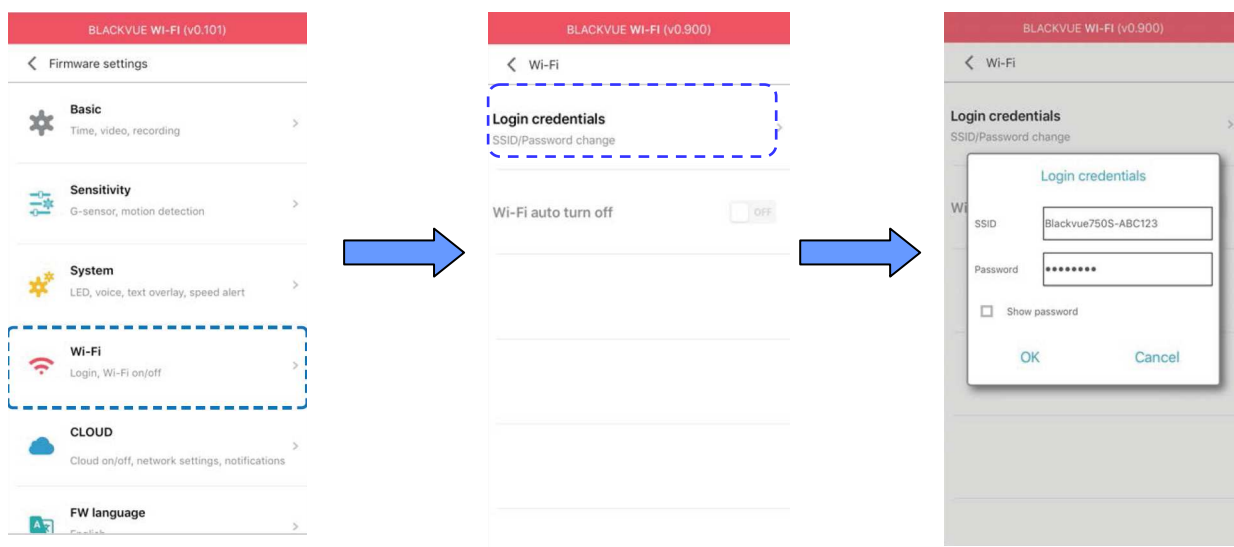 BLACKVUE WI-FI (v0.101)
Firmware settings
Basic
Time, video, recording
Sensitivity
G-sensor, motion detection
System
LED, voice, text overlay, speed alert
Wi-Fi
Login, Wi-Fi on/off
CLOUD
Cloud on/off, network settings, notifications
FW language
English
BLACKVUE WI-FI (v0.900)
Wi-Fi
Login credentials
SSID/Password change
Wi-Fi auto turn off
OFF
BLACKVUE WI-FI (v0.900)
Wi-Fi
Login credentials
SSID/Password change
Wi
Login credentials
SSID
Blackvue750S-ABC123
Password
••••••••
Show password
OK Cancel